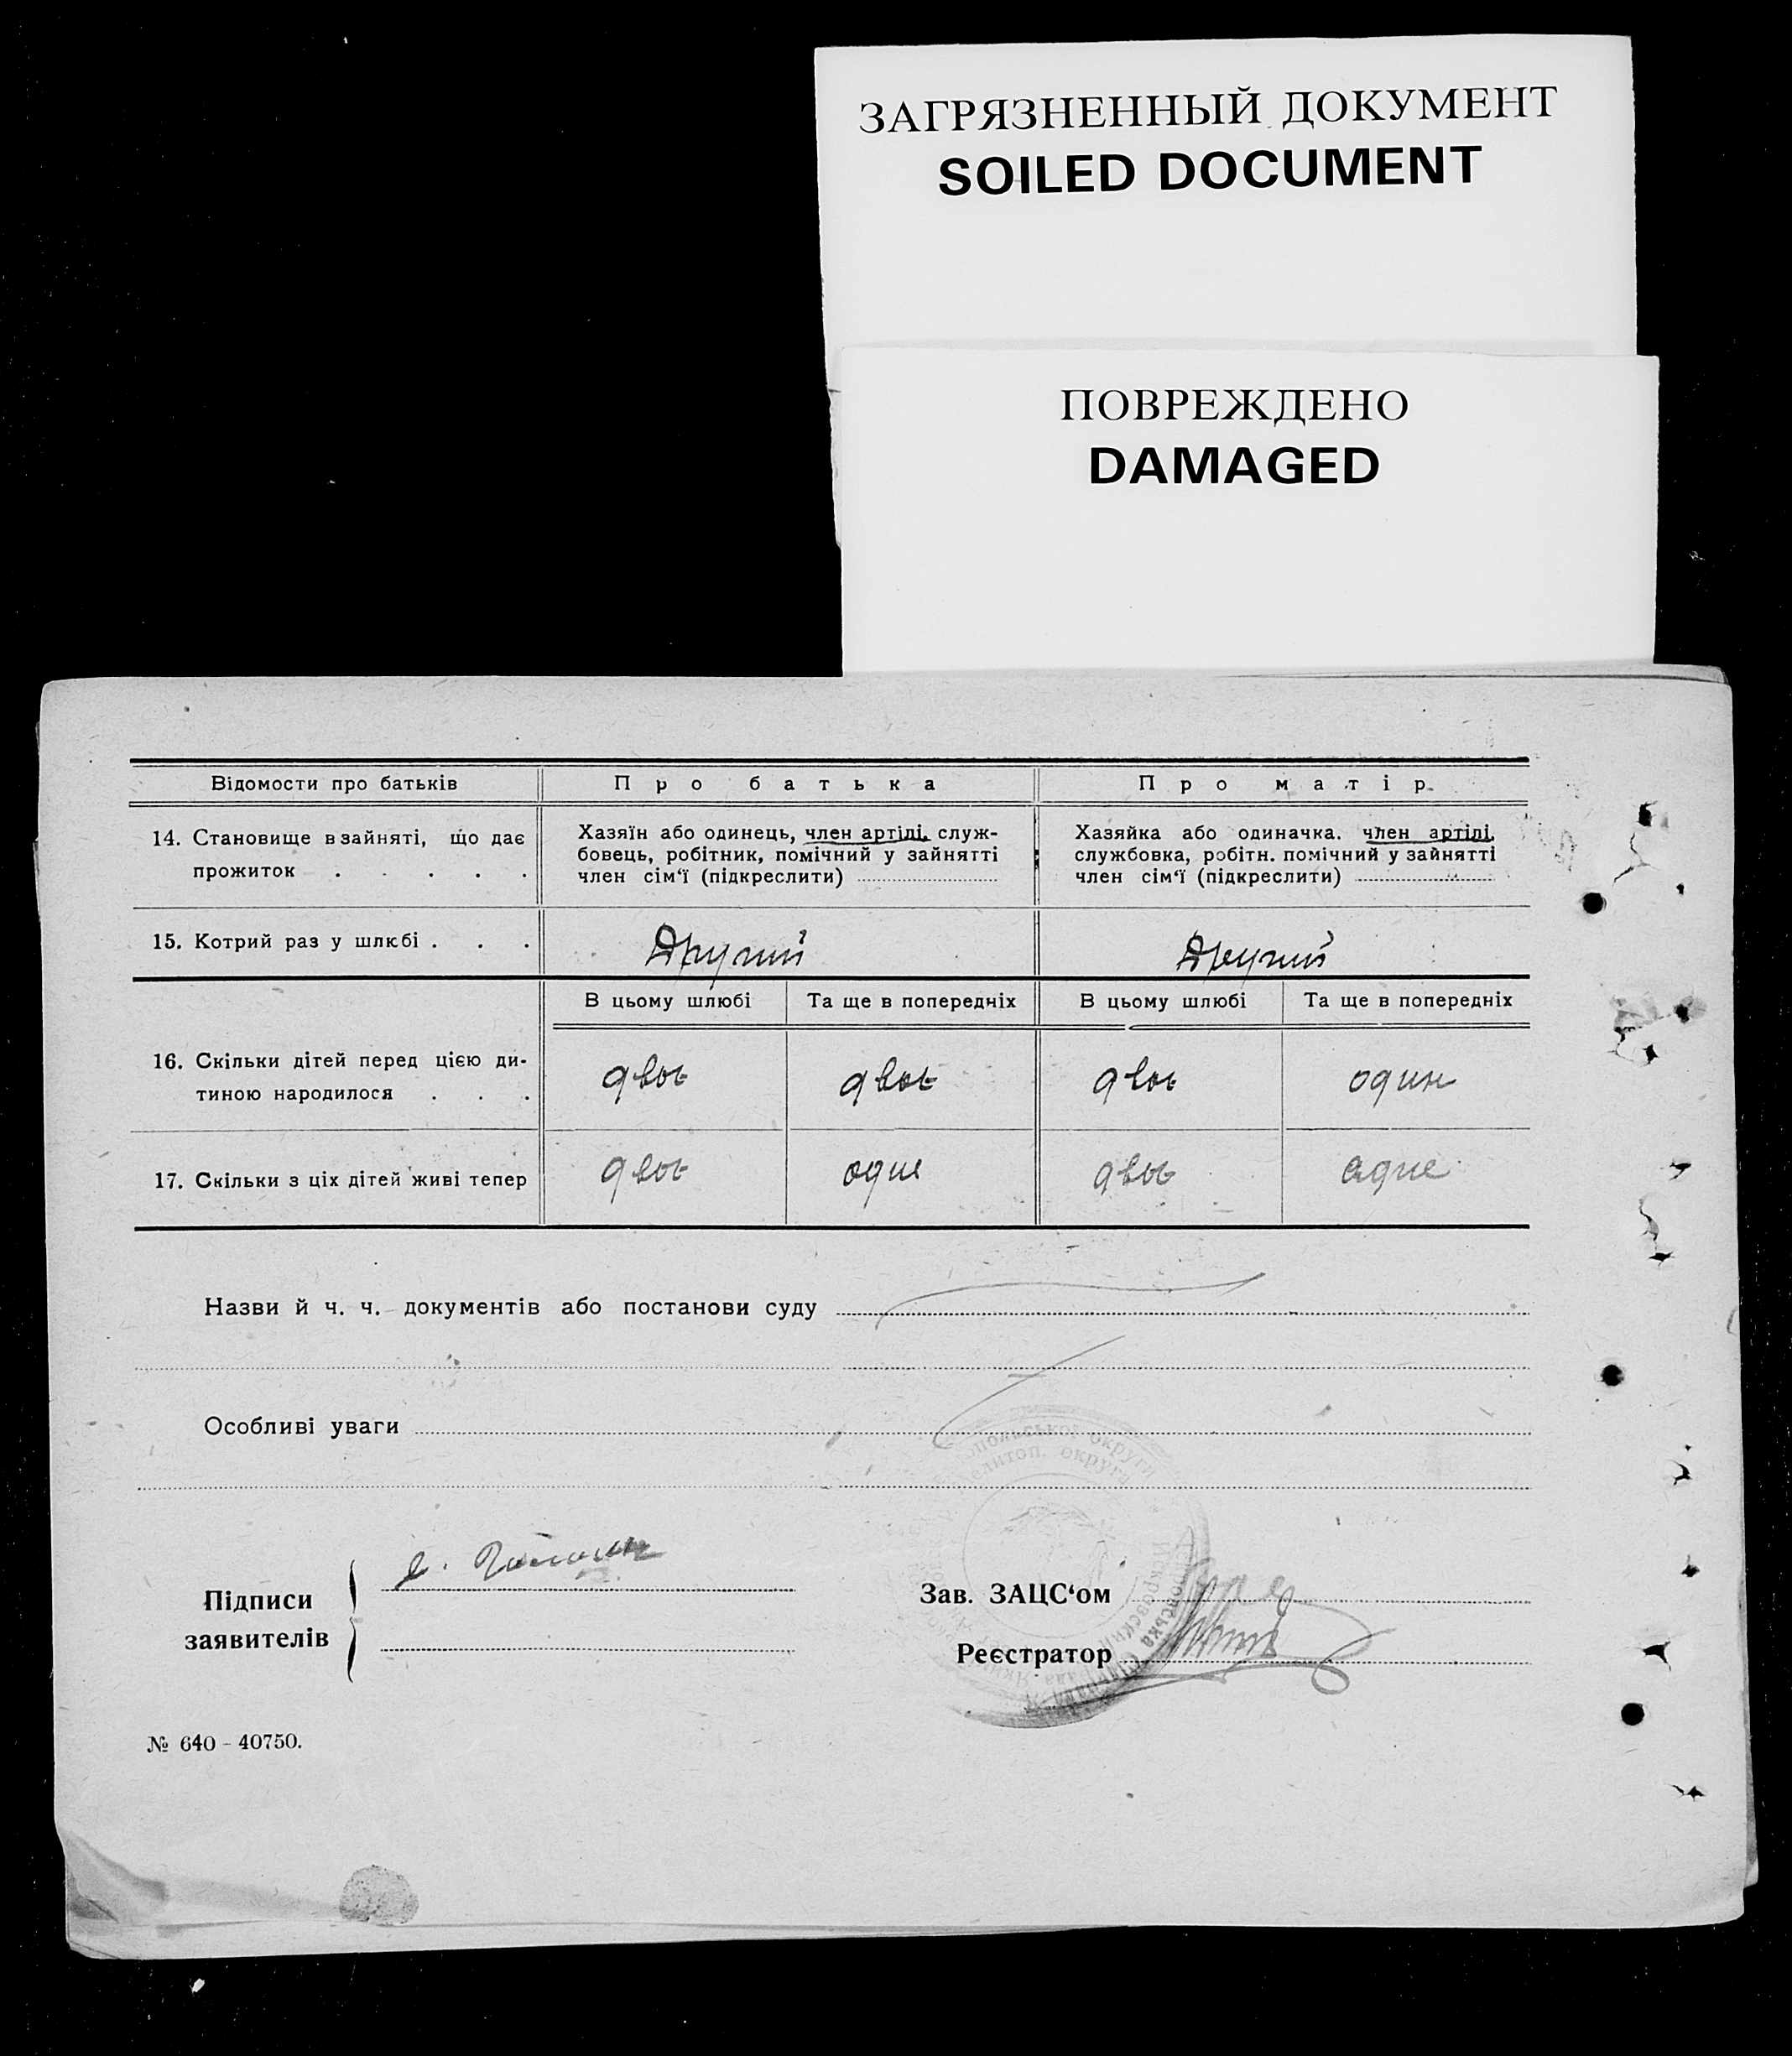 ЗАГРЯЗНЕННЫЙ ДОКУМЕНТ
SOILED DOCUMENT
ПОВРЕЖДЕНО
DAMAGED
Відомости про батьків Про батька Про матір
14. Становище в зайняті, що дає прожиток . . . . .
Хазяїн або одинець, член артілі, служ-
бовець, робітник, помічний у зайнятті
член сім‘ї (підкреслити)
Хазяйка або одиначка. член артілі,
службовка, робітн. помічний у зайнятті
член сім‘ї (підкреслити)
15. Котрий раз у шлюбі . . . Другий Другий
В цьому шлюбі Та ще в попередніх В цьому шлюбі Та ще в попередніх
16. Скільки дітей перед цією ди-
тиною народилося . . . двоє двоє двоє один
17. Скільки з ціх дітей живі тепер двоє одне двоє одне
Назви й ч. ч. документів або постанови суду
Особливі уваги
Підписи
заявителів
Зав. ЗАЦС‘ом
Реєстратор
№ 640 - 40750.